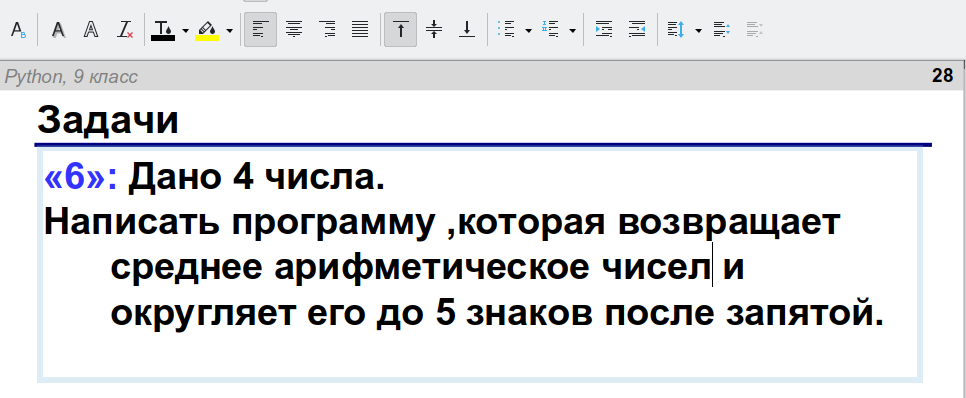 Python, 9 класс
28
Задачи
«6»: Дано 4 числа.
Написать программу ,которая возвращает
среднее арифметическое чисел и
округляет его до 5 знаков после запятой.